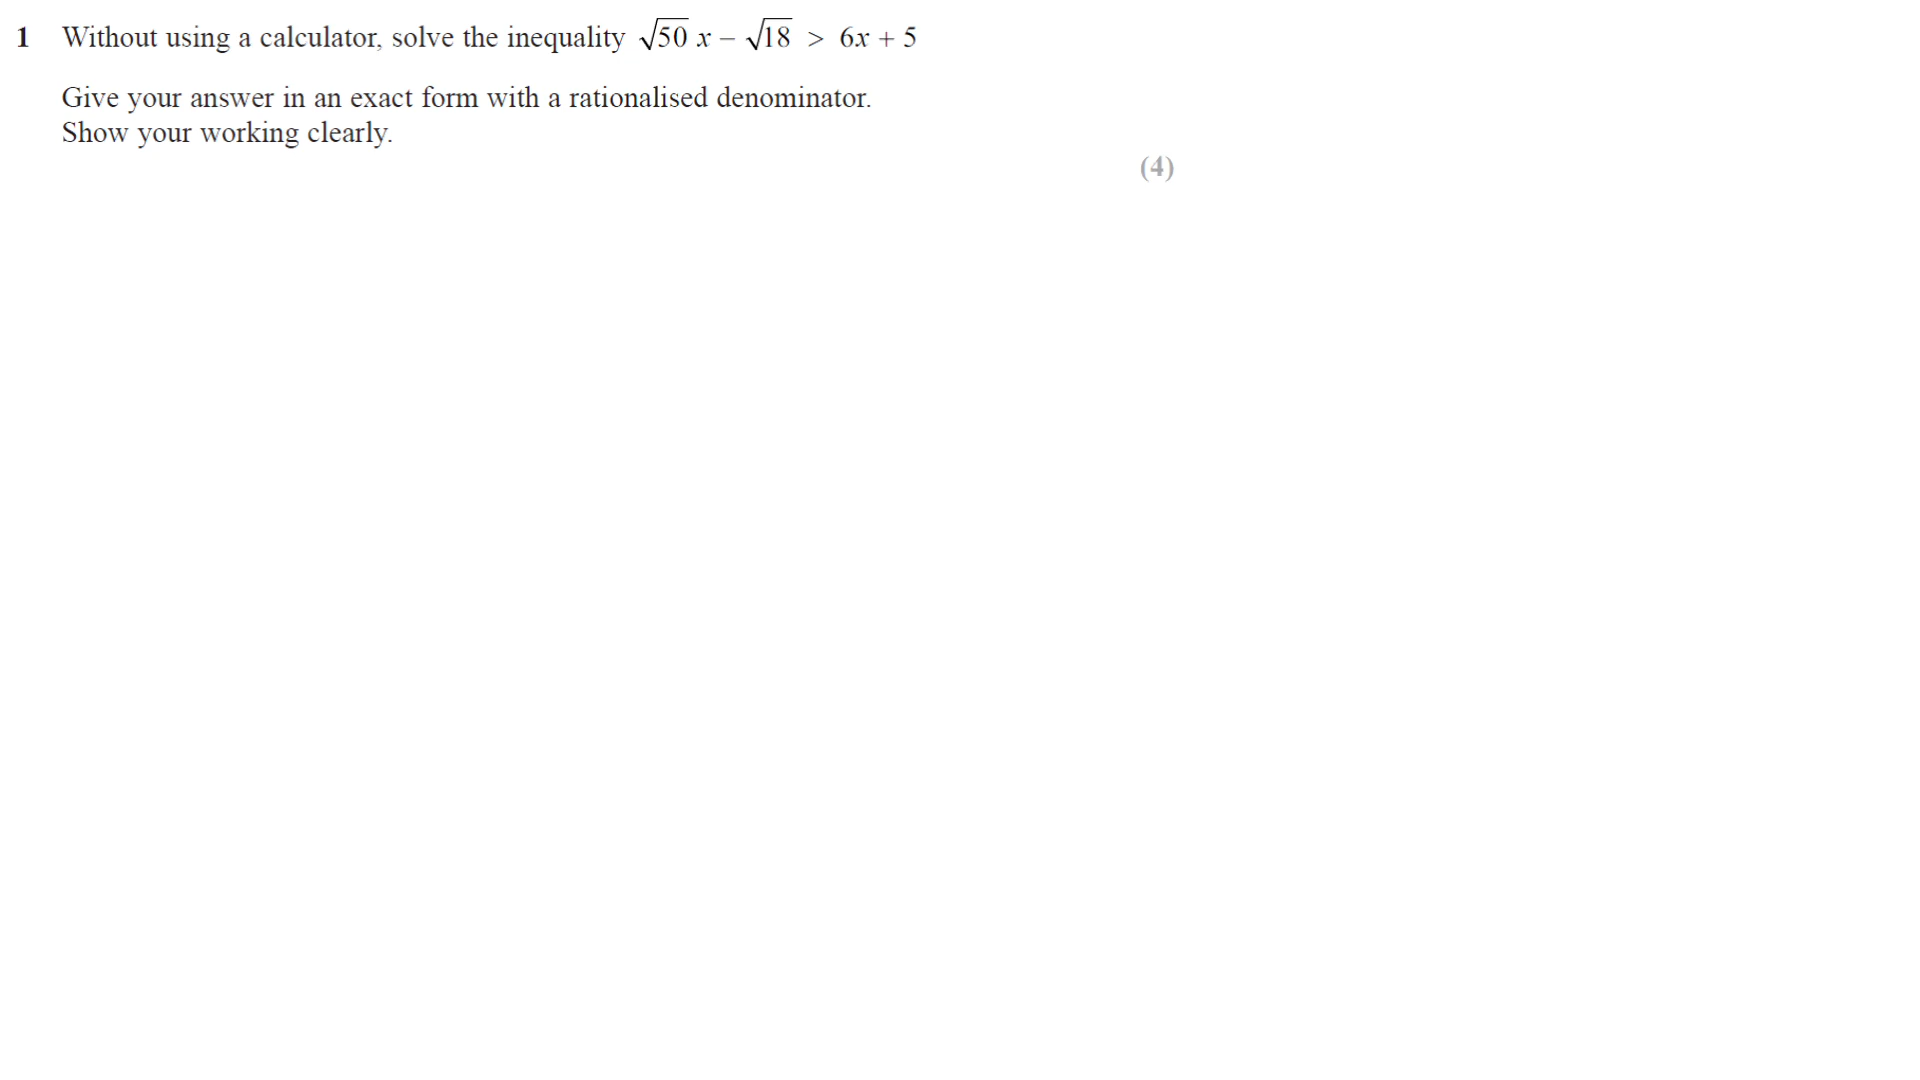 1 Without using a calculator, solve the inequality √50 x − √18 > 6x + 5
Give your answer in an exact form with a rationalised denominator.
Show your working clearly.
(4)